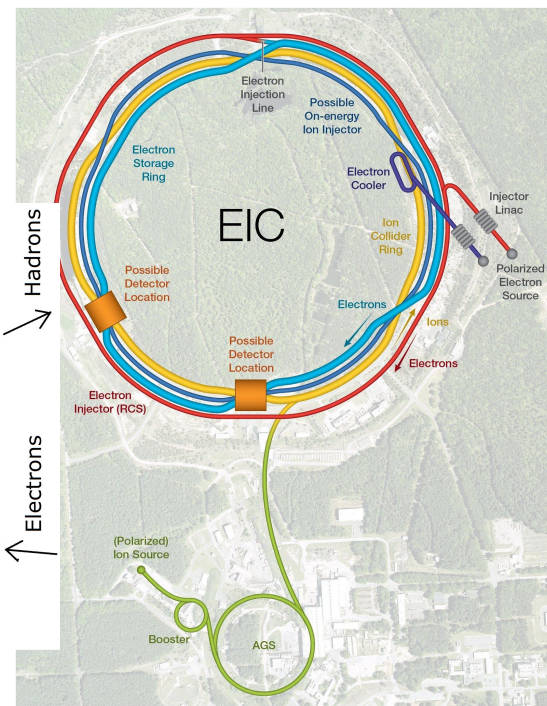 Electron
Injection
Line
Possible
On-energy
Ion Injector
Electron
Storage
Ring
Electron
Cooler
Injector
Linac
EIC
Ion
Collider
Ring
Polarized
Electron
Source
Hadrons
Possible
Detector
Location
Electrons
Ions
Possible
Detector
Location
Electrons
Electron
Injector (RCS)
Electrons
(Polarized)
Ion Source
Booster
AGS